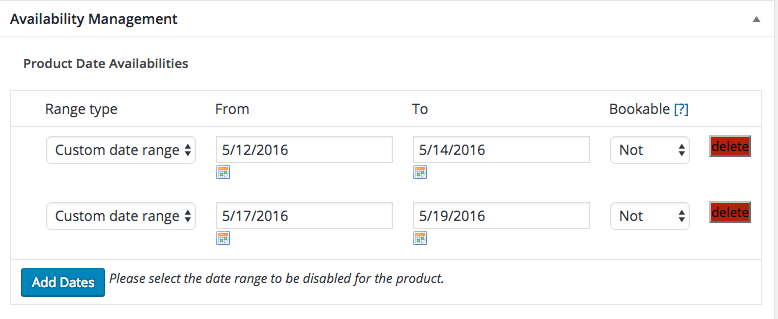 Availability Management
Product Date Availabilities
Range type From To Bookable [?]
Custom date range 5/12/2016 5/14/2016 Not delete
Custom date range 5/17/2016 5/19/2016 Not delete
Add Dates Please select the date range to be disabled for the product.